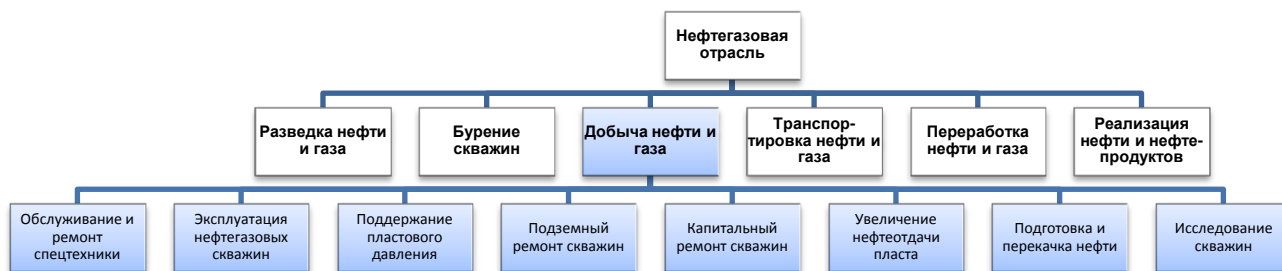 Нефтегазовая
отрасль
Разведка нефти
и газа
Бурение
скважин
Добыча нефти и
газа
Транспор-
тировка нефти и
газа
Переработка
нефти и газа
Реализация
нефти и нефте-
продуктов
Обслуживание и
ремонт
спецтехники
Эксплуатация
нефтегазовых
скважин
Поддержание
пластового
давления
Подземный
ремонт скважин
Капитальный
ремонт скважин
Увеличение
нефтеотдачи
пласта
Подготовка и
перекачка нефти
Исследование
скважин